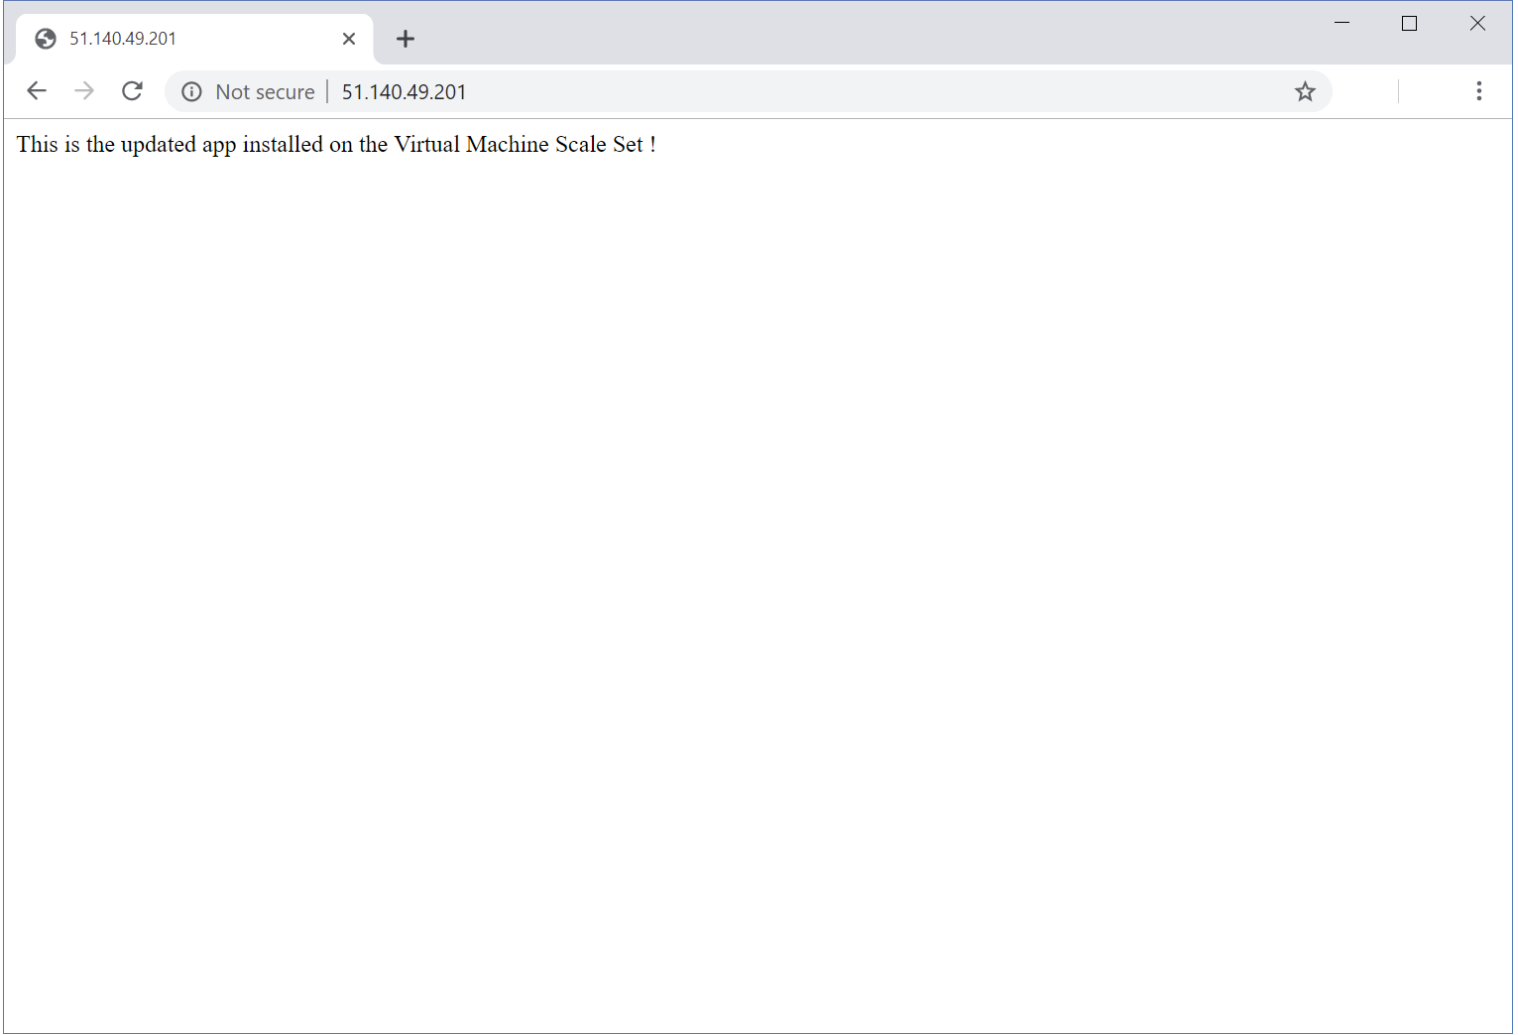 51.140.49.201
Not secure | 51.140.49.201
This is the updated app installed on the Virtual Machine Scale Set !